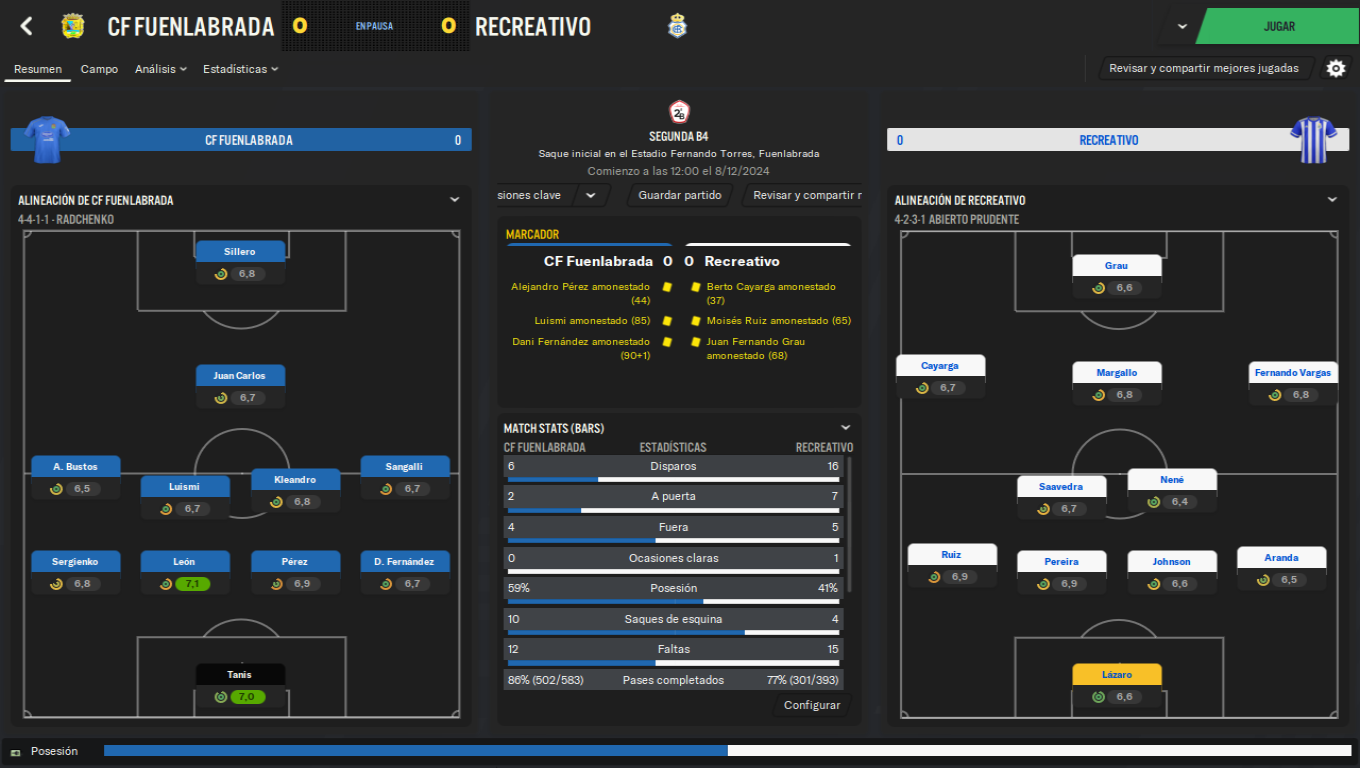 CF FUENLABRADA 0 EN PAUSA 0 RECREATIVO
JUGAR
Resumen Campo Análisis Estadísticas
Revisar y compartir mejores jugadas
CF FUENLABRADA 0
ALINEACIÓN DE CF FUENLABRADA
4-4-1-1 - RADCHENKO
Sillero
6,8
Juan Carlos
6,7
A. Bustos
6,5
Luismi
6,7
Kleandro
6,8
Sangalli
6,7
Sergienko
6,8
León
7,1
Pérez
6,9
D. Fernández
6,7
Tanis
7,0
2B
SEGUNDA B4
Saque inicial en el Estadio Fernando Torres, Fuenlabrada
Comienzo a las 12:00 el 8/12/2024
siones clave
Guardar partido
Revisar y compartir r
MARCADOR
CF Fuenlabrada 0 0 Recreativo
Alejandro Pérez amonestado
(44)
Berto Cayarga amonestado
(37)
Luismi amonestado (85)
Moisés Ruiz amonestado (65)
Dani Fernández amonestado
(90+1)
Juan Fernando Grau
amonestado (68)
MATCH STATS (BARS)
CF FUENLABRADA ESTADÍSTICAS RECREATIVO
6 Disparos 16
2 A puerta 7
4 Fuera 5
0 Ocasiones claras 1
59% Posesión 41%
10 Saques de esquina 4
12 Faltas 15
86% (502/583) Pases completados 77% (301/393)
Configurar
0 RECREATIVO
ALINEACIÓN DE RECREATIVO
4-2-3-1 ABIERTO PRUDENTE
Grau
6,6
Cayarga
6,7
Margallo
6,8
Fernando Vargas
6,8
Saavedra
6,7
Nené
6,4
Ruiz
6,9
Pereira
6,9
Johnson
6,6
Aranda
6,5
Lázaro
6,6
Posesión